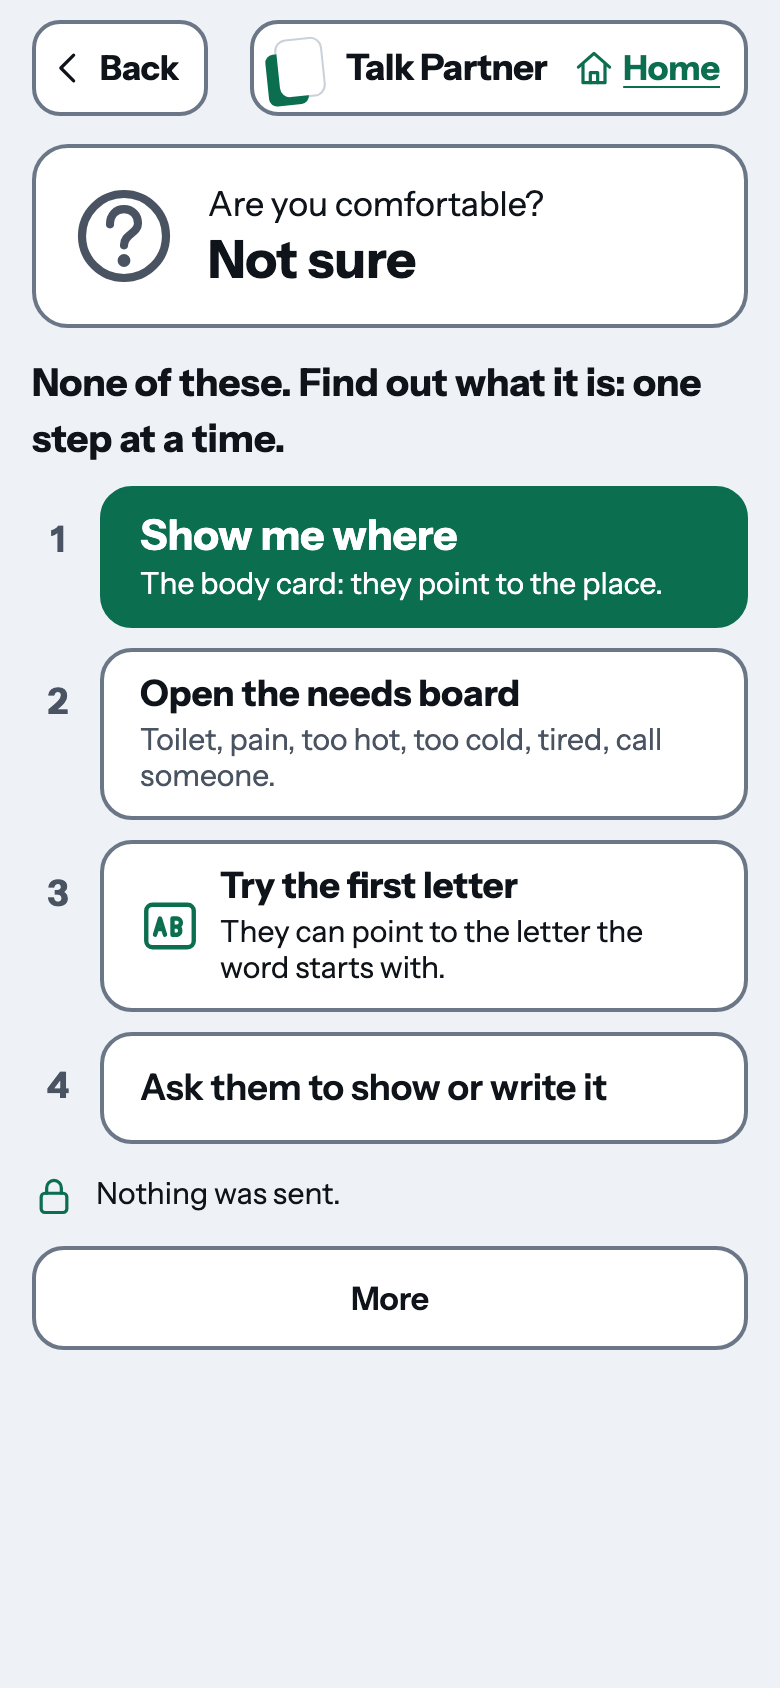 Back
Talk Partner
Home
Are you comfortable?
Not sure
None of these. Find out what it is: one
step at a time.
1
Show me where
The body card: they point to the place.
2
Open the needs board
Toilet, pain, too hot, too cold, tired, call
someone.
3
AB
Try the first letter
They can point to the letter the
word starts with.
4
Ask them to show or write it
Nothing was sent.
More